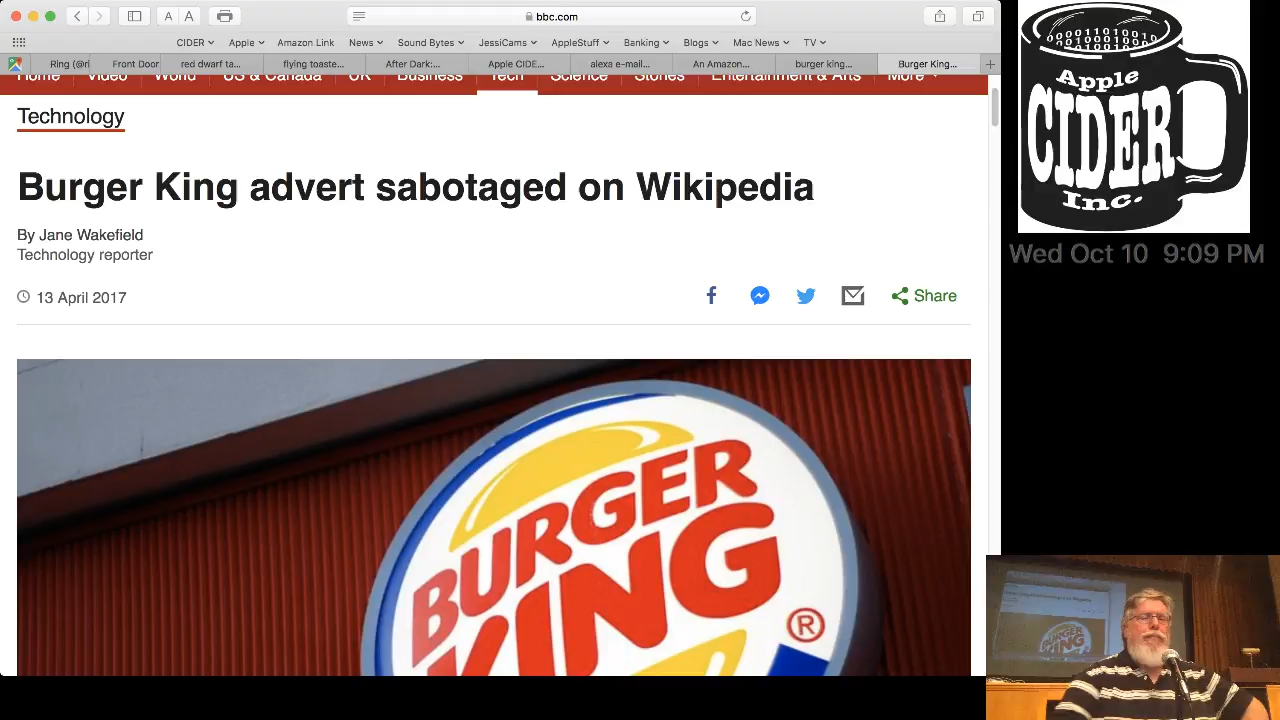 bbc.com
A A
CIDER Apple Amazon Link News Sound Bytes JessiCams AppleStuff Banking Blogs Mac News TV
Ring (@ri Front Door red dwarf ta... flying toaste... After Dark:... Apple CIDE... alexa e-mail... An Amazon... burger king... Burger King...
Home Video World US & Canada UK Business Tech Science Stories Entertainment & Arts More
Technology
Burger King advert sabotaged on Wikipedia
By Jane Wakefield
Technology reporter
13 April 2017
Share
BURGER
KING
®
000011010010
Apple
CIDER
Inc.
Wed Oct 10 9:09 PM
BURGER
KING